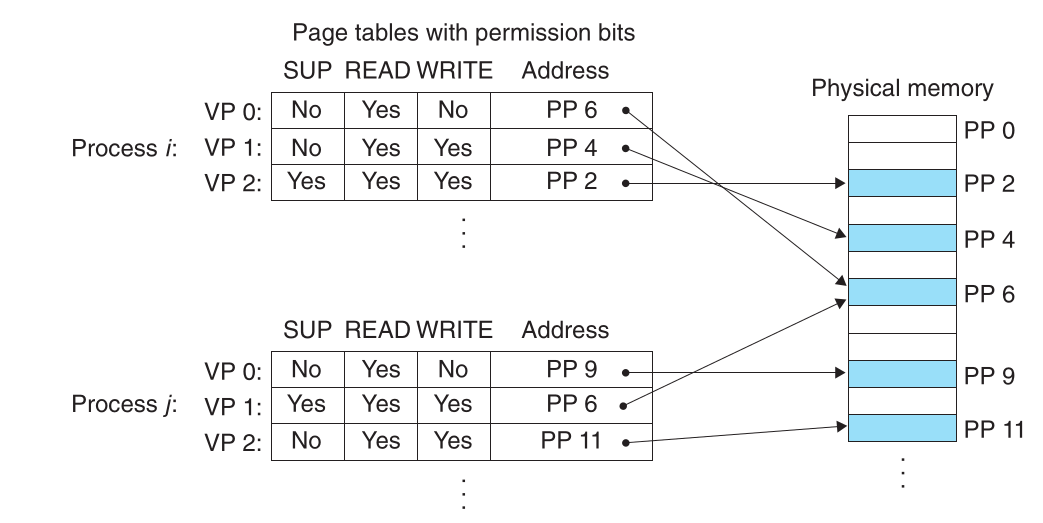 Page tables with permission bits
SUP READ WRITE Address
Process i:
VP 0: No Yes No PP 6
VP 1: No Yes Yes PP 4
VP 2: Yes Yes Yes PP 2
SUP READ WRITE Address
Process j:
VP 0: No Yes No PP 9
VP 1: Yes Yes Yes PP 6
VP 2: No Yes Yes PP 11
Physical memory
PP 0
PP 2
PP 4
PP 6
PP 9
PP 11